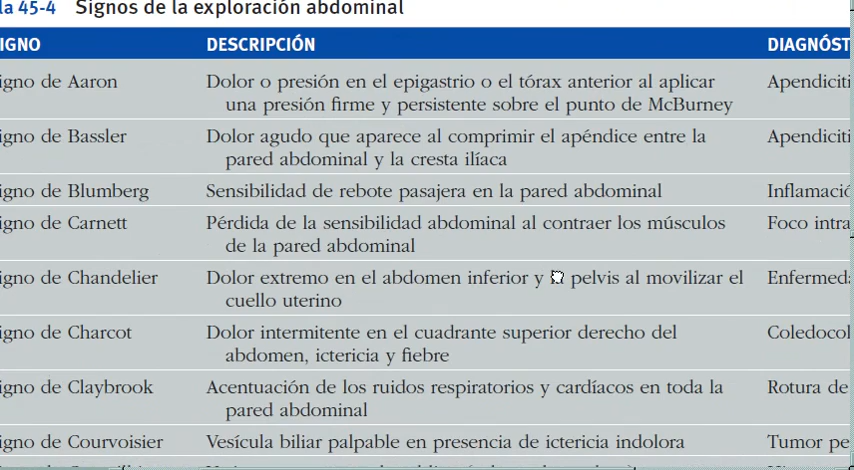 la 45-4 Signos de la exploración abdominal
IGNO DESCRIPCIÓN DIAGNÓST
igno de Aaron Dolor o presión en el epigastrio o el tórax anterior al aplicar Apendiciti
una presión firme y persistente sobre el punto de McBurney
igno de Bassler Dolor agudo que aparece al comprimir el apéndice entre la Apendiciti
pared abdominal y la cresta ilíaca
igno de Blumberg Sensibilidad de rebote pasajera en la pared abdominal Inflamació
igno de Carnett Pérdida de la sensibilidad abdominal al contraer los músculos Foco intra
de la pared abdominal
igno de Chandelier Dolor extremo en el abdomen inferior y pelvis al movilizar el Enfermeda
cuello uterino
igno de Charcot Dolor intermitente en el cuadrante superior derecho del Coledocol
abdomen, ictericia y fiebre
igno de Claybrook Acentuación de los ruidos respiratorios y cardíacos en toda la Rotura de
pared abdominal
igno de Courvoisier Vesícula biliar palpable en presencia de ictericia indolora Tumor pe